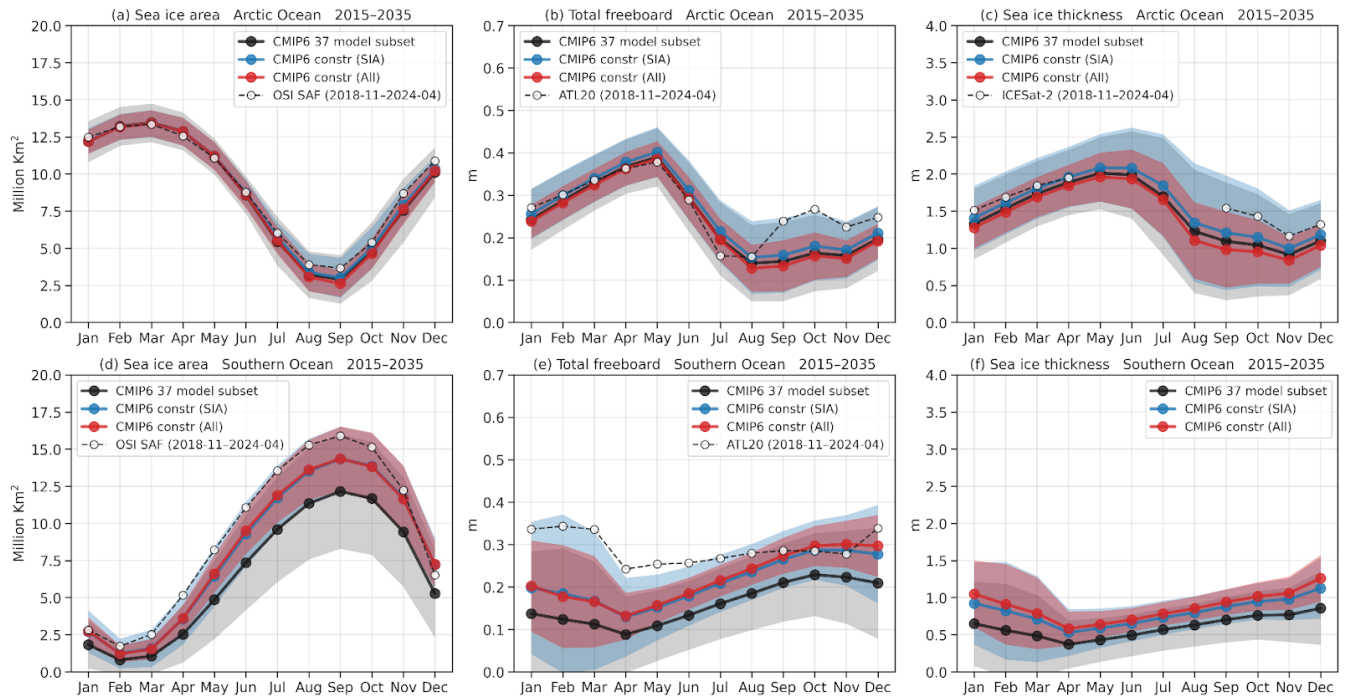 (a) Sea ice area Arctic Ocean 2015–2035
20.0
17.5
15.0
12.5
10.0
7.5
5.0
2.5
0.0
Million Km²
CMIP6 37 model subset
CMIP6 constr (SIA)
CMIP6 constr (All)
OSI SAF (2018-11–2024-04)
Jan Feb Mar Apr May Jun Jul Aug Sep Oct Nov Dec
(b) Total freeboard Arctic Ocean 2015–2035
0.7
0.6
0.5
0.4
0.3
0.2
0.1
0.0
m
CMIP6 37 model subset
CMIP6 constr (SIA)
CMIP6 constr (All)
ATL20 (2018-11–2024-04)
Jan Feb Mar Apr May Jun Jul Aug Sep Oct Nov Dec
(c) Sea ice thickness Arctic Ocean 2015–2035
4.0
3.5
3.0
2.5
2.0
1.5
1.0
0.5
0.0
m
CMIP6 37 model subset
CMIP6 constr (SIA)
CMIP6 constr (All)
ICESat-2 (2018-11–2024-04)
Jan Feb Mar Apr May Jun Jul Aug Sep Oct Nov Dec
(d) Sea ice area Southern Ocean 2015–2035
20.0
17.5
15.0
12.5
10.0
7.5
5.0
2.5
0.0
Million Km²
CMIP6 37 model subset
CMIP6 constr (SIA)
CMIP6 constr (All)
OSI SAF (2018-11–2024-04)
Jan Feb Mar Apr May Jun Jul Aug Sep Oct Nov Dec
(e) Total freeboard Southern Ocean 2015–2035
0.7
0.6
0.5
0.4
0.3
0.2
0.1
0.0
m
CMIP6 37 model subset
CMIP6 constr (SIA)
CMIP6 constr (All)
ATL20 (2018-11–2024-04)
Jan Feb Mar Apr May Jun Jul Aug Sep Oct Nov Dec
(f) Sea ice thickness Southern Ocean 2015–2035
4.0
3.5
3.0
2.5
2.0
1.5
1.0
0.5
0.0
m
CMIP6 37 model subset
CMIP6 constr (SIA)
CMIP6 constr (All)
Jan Feb Mar Apr May Jun Jul Aug Sep Oct Nov Dec